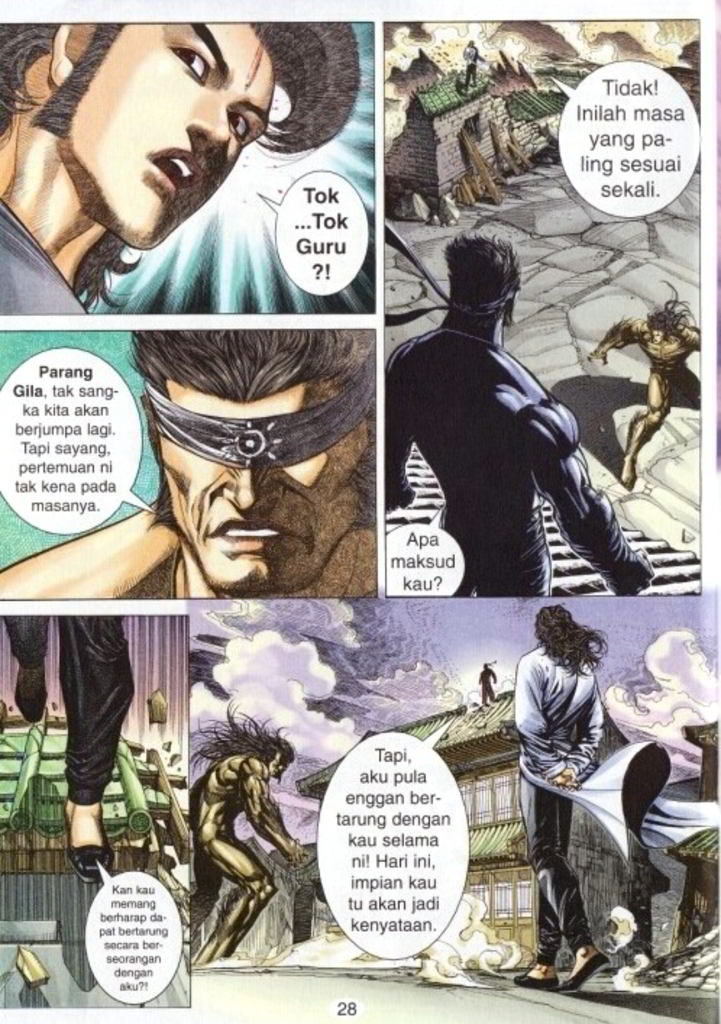 Tok
...Tok
Guru
?!
Parang
Gila, tak sang-
ka kita akan
berjumpa lagi.
Tapi sayang,
pertemuan ni
tak kena pada
masanya.
Tidak!
Inilah masa
yang pa-
ling sesuai
sekali.
Apa
maksud
kau?
Kan kau
memang
berharap da-
pat bertarung
secara ber-
seorangan
dengan
aku?!
Tapi,
aku pula
enggan ber-
tarung dengan
kau selama
ni! Hari ini,
impian kau
tu akan jadi
kenyataan.
28